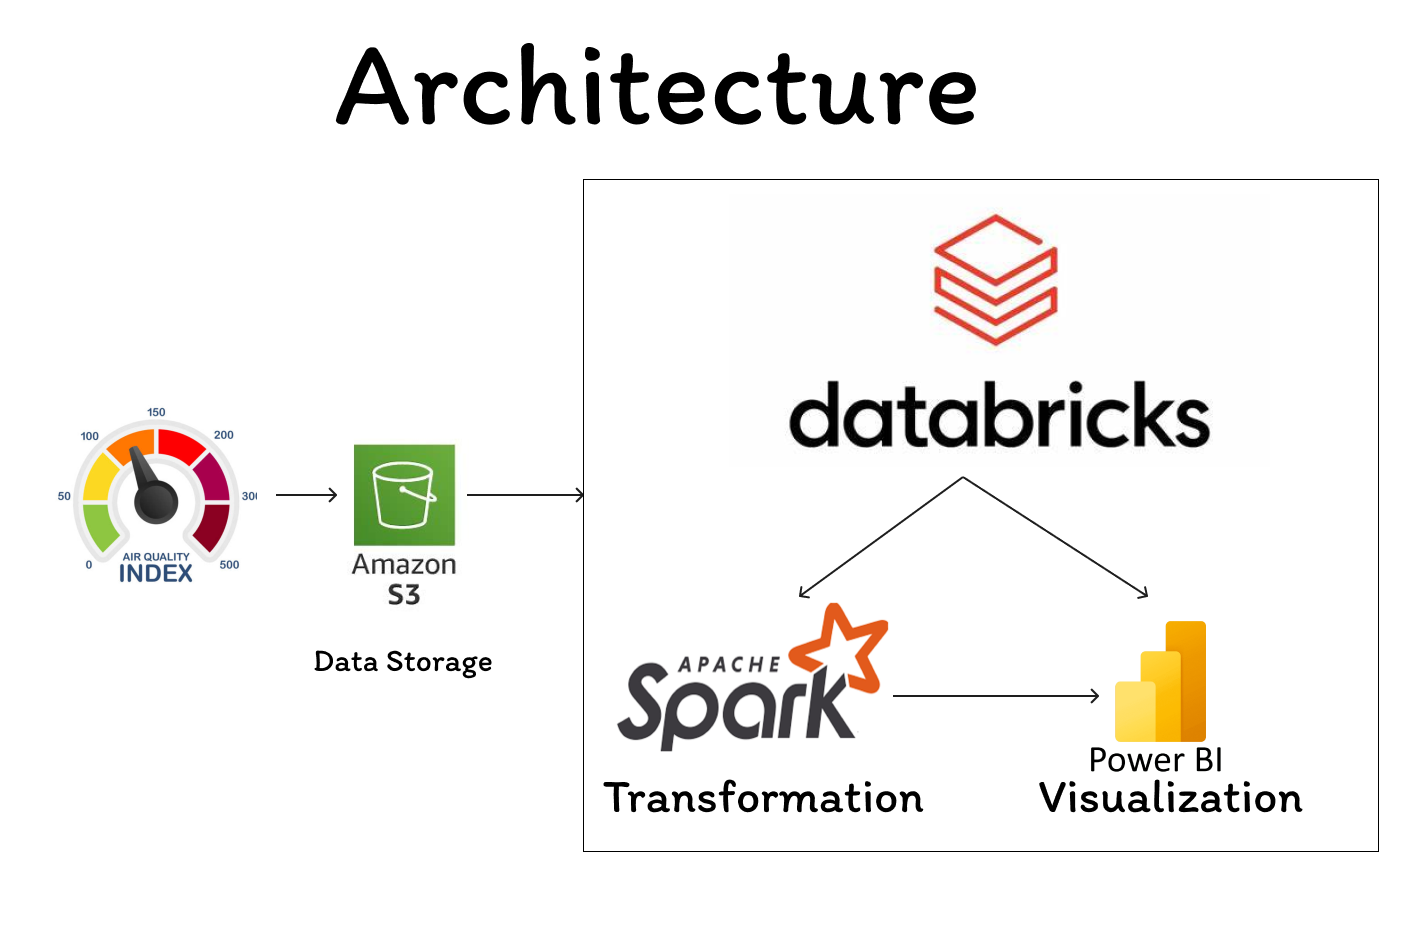 Architecture
databricks
150
100
200
50
300
0
500
AIR QUALITY
INDEX
Amazon
S3
Data Storage
APACHE
Spark
Transformation
Power BI
Visualization